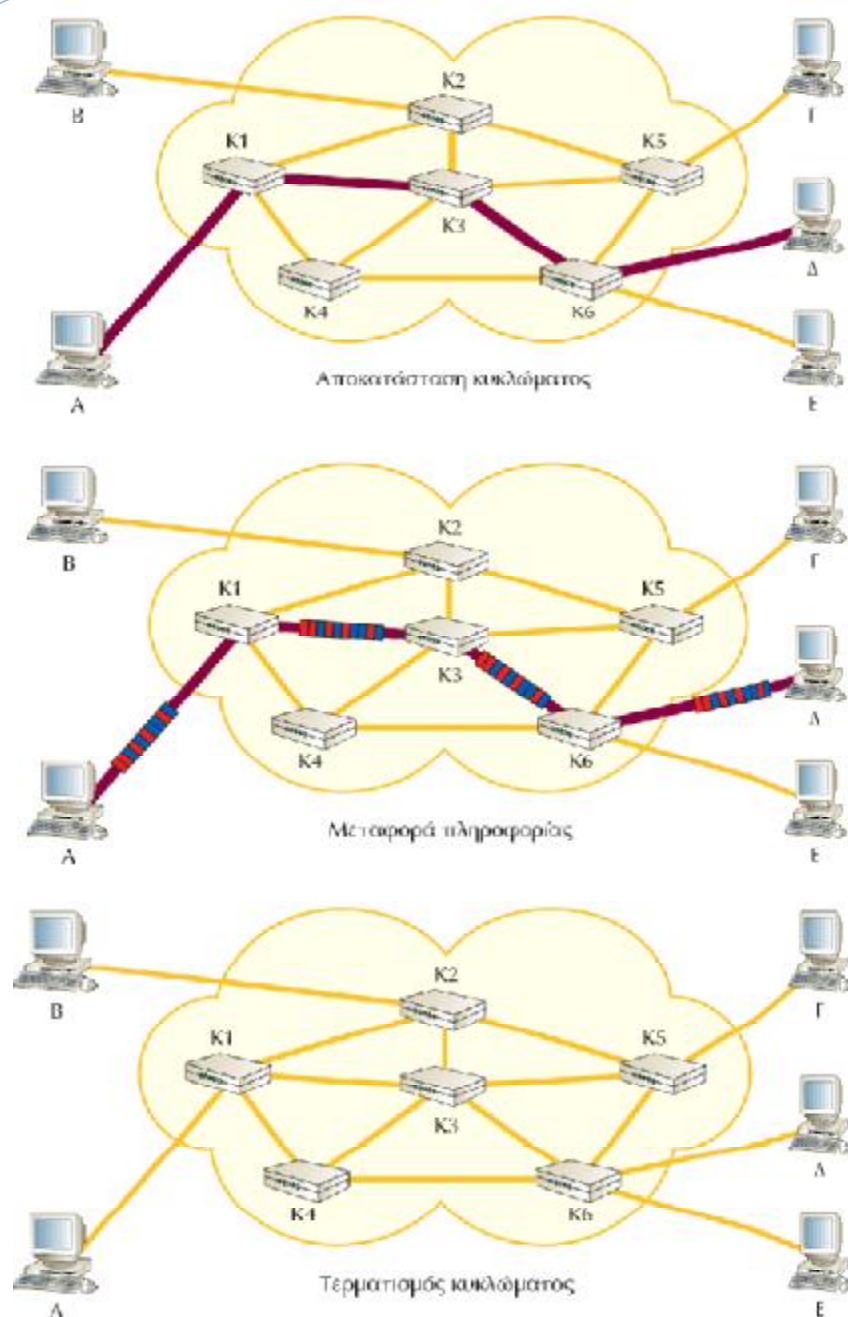 B
K2
Γ
K1
K5
K3
Δ
K4
K6
A
E
Αποκατάσταση κυκλώματος
B
K2
Γ
K1
K5
K3
Δ
K4
K6
A
E
Μεταφορά πληροφορίας
B
K2
Γ
K1
K5
K3
Δ
K4
K6
A
E
Τερματισμός κυκλώματος